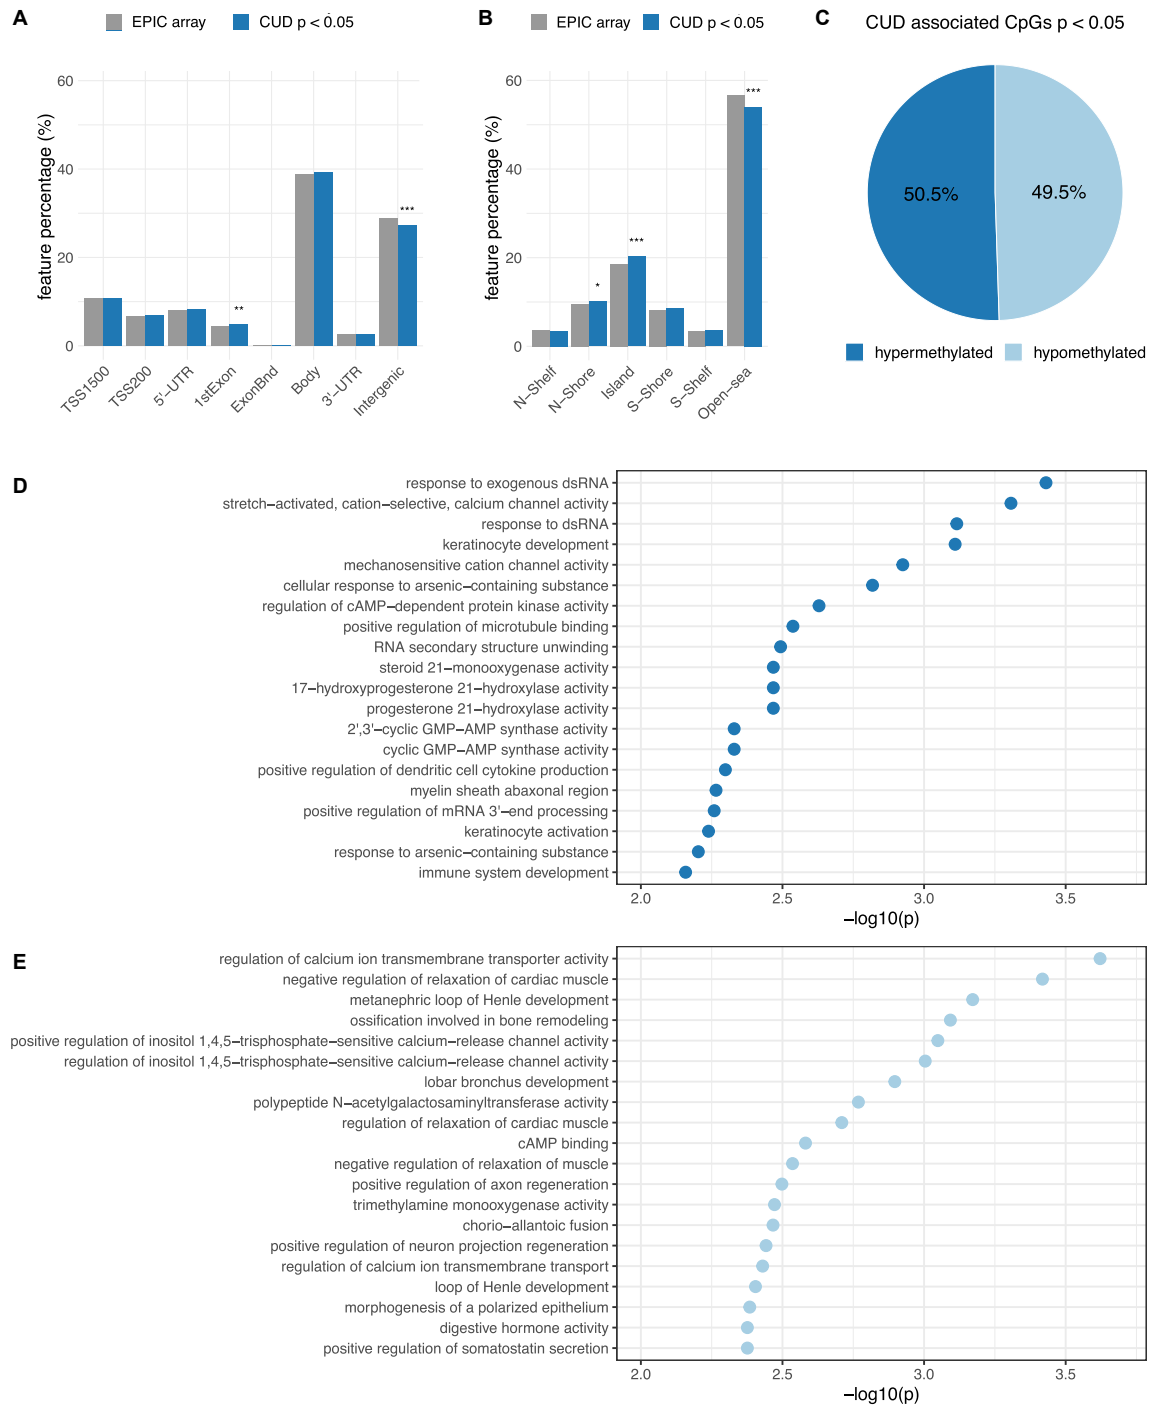 A
EPIC array
CUD p < 0.05
feature percentage (%)
60
40
20
0
**
***
TSS1500
TSS200
5'−UTR
1stExon
ExonBnd
Body
3'−UTR
Intergenic
B
EPIC array
CUD p < 0.05
feature percentage (%)
60
40
20
0
*
***
***
N−Shelf
N−Shore
Island
S−Shore
S−Shelf
Open−sea
C
CUD associated CpGs p < 0.05
50.5%
49.5%
hypermethylated
hypomethylated
D
response to exogenous dsRNA
stretch−activated, cation−selective, calcium channel activity
response to dsRNA
keratinocyte development
mechanosensitive cation channel activity
cellular response to arsenic−containing substance
regulation of cAMP−dependent protein kinase activity
positive regulation of microtubule binding
RNA secondary structure unwinding
steroid 21−monooxygenase activity
17−hydroxyprogesterone 21−hydroxylase activity
progesterone 21−hydroxylase activity
2',3'−cyclic GMP−AMP synthase activity
cyclic GMP−AMP synthase activity
positive regulation of dendritic cell cytokine production
myelin sheath abaxonal region
positive regulation of mRNA 3'−end processing
keratinocyte activation
response to arsenic−containing substance
immune system development
2.0
2.5
3.0
3.5
−log10(p)
E
regulation of calcium ion transmembrane transporter activity
negative regulation of relaxation of cardiac muscle
metanephric loop of Henle development
ossification involved in bone remodeling
positive regulation of inositol 1,4,5−trisphosphate−sensitive calcium−release channel activity
regulation of inositol 1,4,5−trisphosphate−sensitive calcium−release channel activity
lobar bronchus development
polypeptide N−acetylgalactosaminyltransferase activity
regulation of relaxation of cardiac muscle
cAMP binding
negative regulation of relaxation of muscle
positive regulation of axon regeneration
trimethylamine monooxygenase activity
chorio−allantoic fusion
positive regulation of neuron projection regeneration
regulation of calcium ion transmembrane transport
loop of Henle development
morphogenesis of a polarized epithelium
digestive hormone activity
positive regulation of somatostatin secretion
2.0
2.5
3.0
3.5
−log10(p)